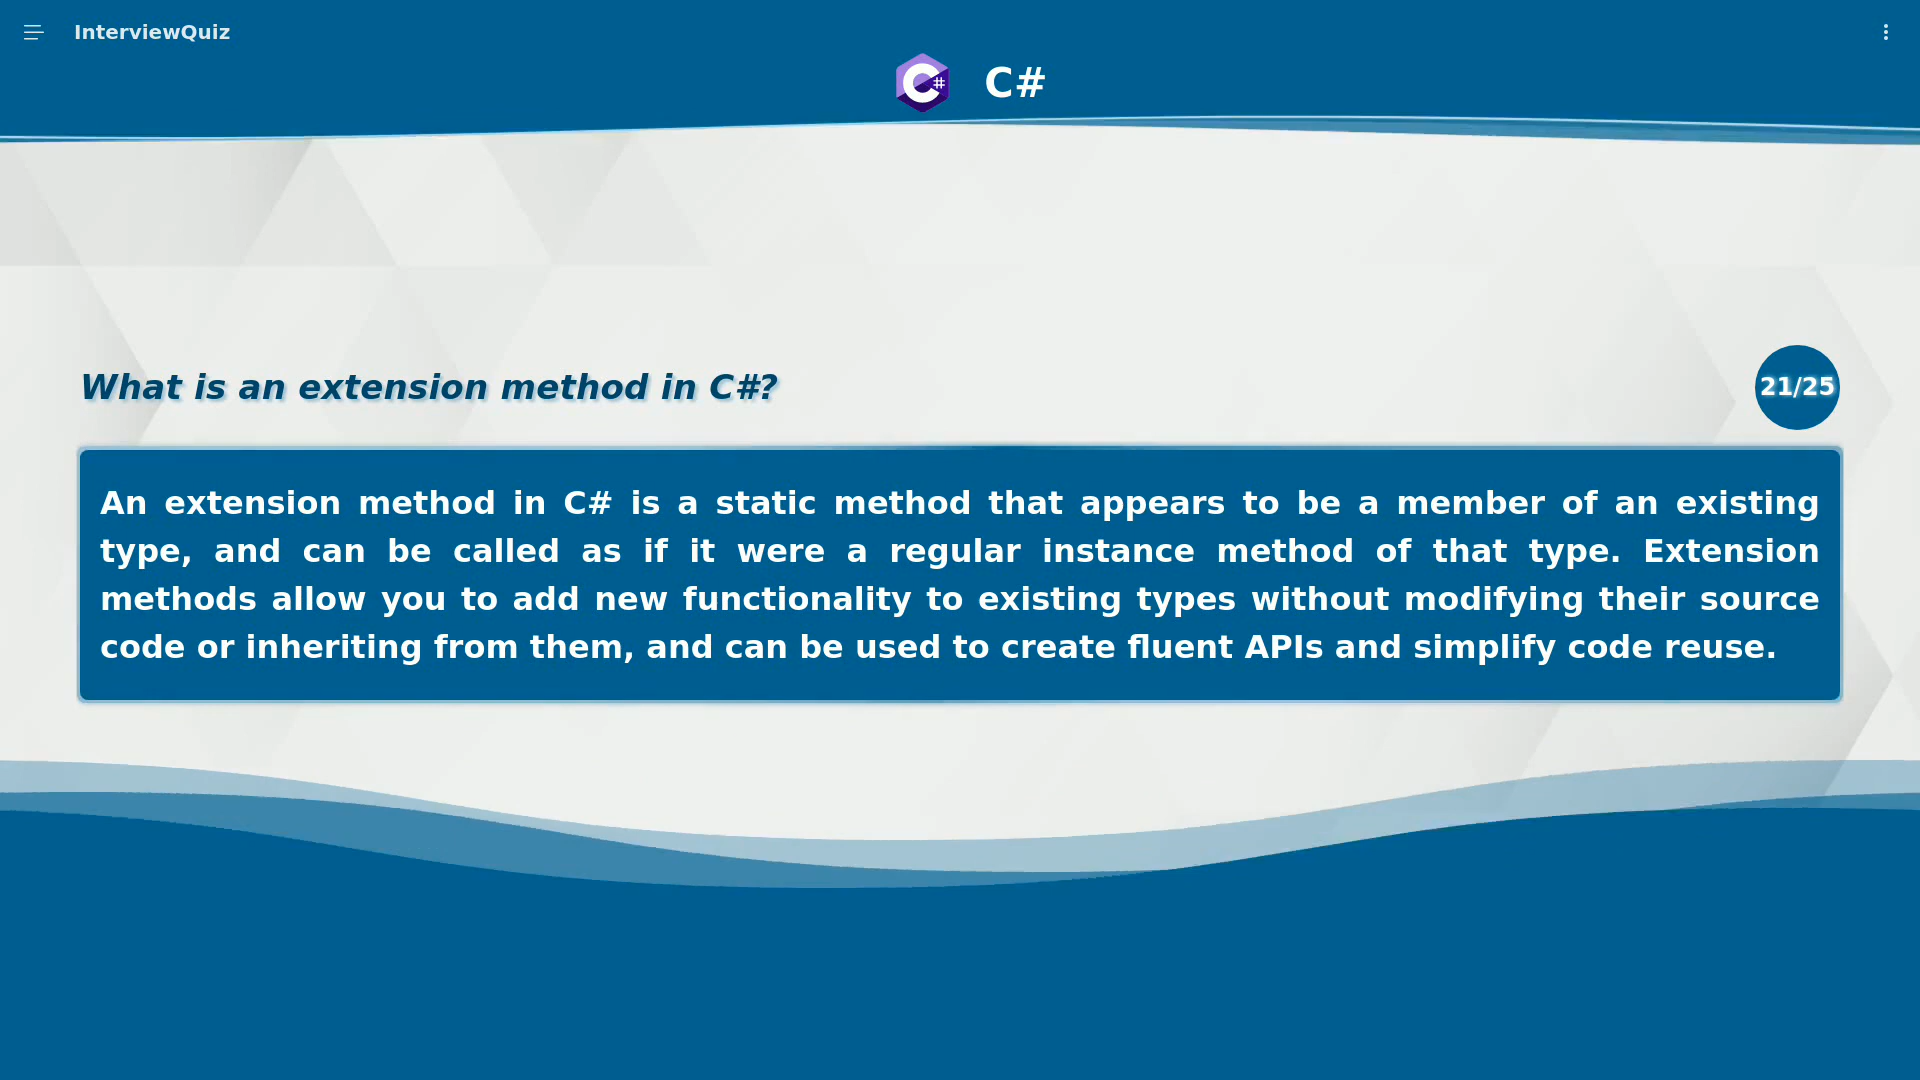 InterviewQuiz
C#
What is an extension method in C#?
21/25
An extension method in C# is a static method that appears to be a member of an existing
type, and can be called as if it were a regular instance method of that type. Extension
methods allow you to add new functionality to existing types without modifying their source
code or inheriting from them, and can be used to create fluent APIs and simplify code reuse.